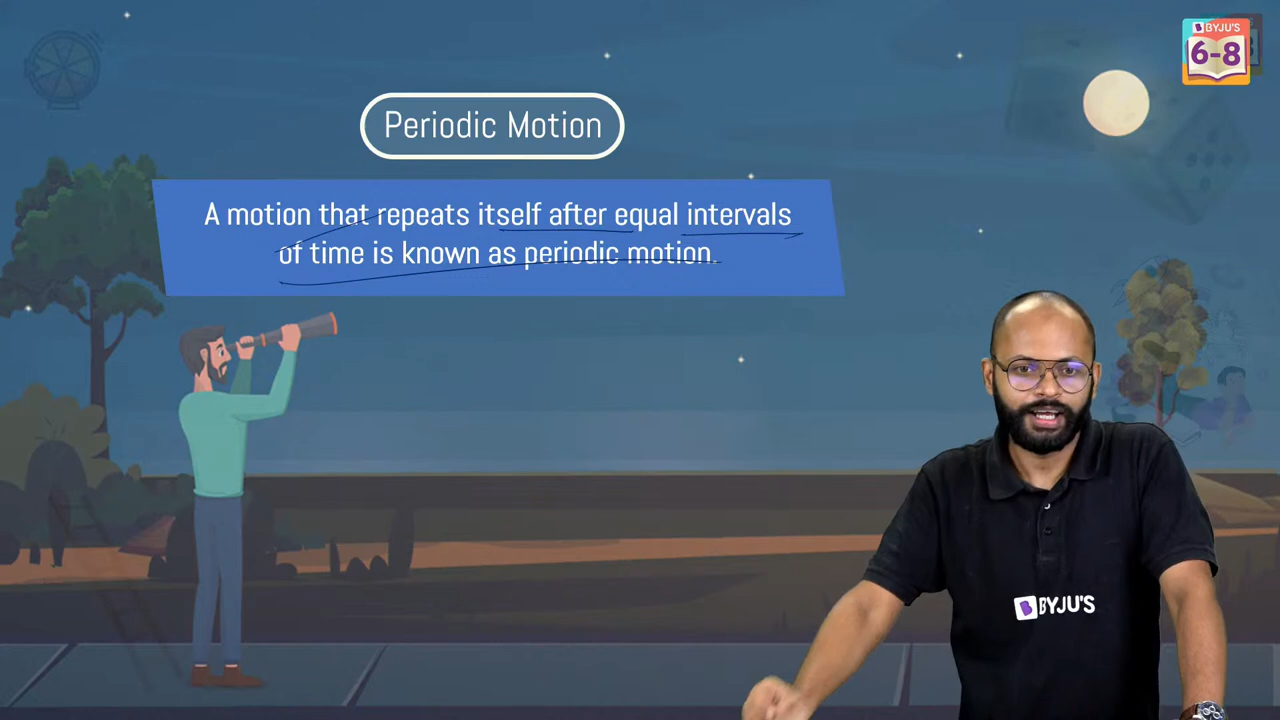 BYJU'S
6-8
Periodic Motion
A motion that repeats itself after equal intervals
of time is known as periodic motion.
BYJU'S